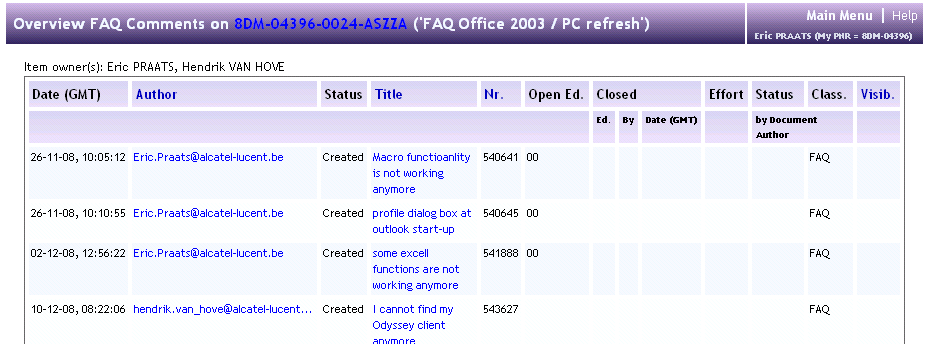 Overview FAQ Comments on 8DM-04396-0024-ASZZA ('FAQ Office 2003 / PC refresh')
Main Menu | Help
Eric PRAATS (My PNR = 8DM-04396)
Item owner(s): Eric PRAATS, Hendrik VAN HOVE
Date (GMT) Author Status Title Nr. Open Ed. Closed Effort Status Class. Visib.
Ed. By Date (GMT) by Document
Author
26-11-08, 10:05:12 Eric.Praats@alcatel-lucent.be Created Macro functioanlity 540641 00 FAQ
is not working
anymore
26-11-08, 10:10:55 Eric.Praats@alcatel-lucent.be Created profile dialog box at 540645 00 FAQ
outlook start-up
02-12-08, 12:56:22 Eric.Praats@alcatel-lucent.be Created some excell 541888 00 FAQ
functions are not
working anymore
10-12-08, 08:22:06 hendrik.van_hove@alcatel-lucent... Created I cannot find my 543627 FAQ
Odyssey client
anymore